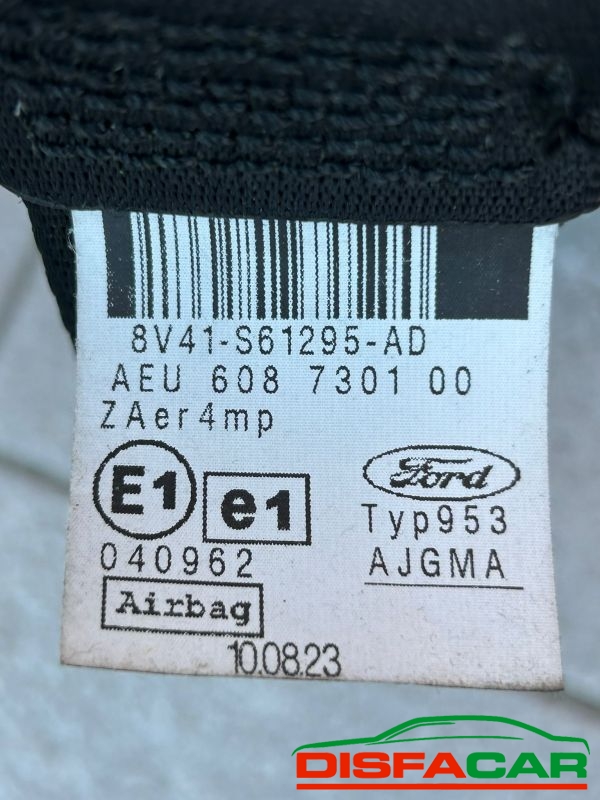 8V41-S61295-AD
AEU 608 7301 00
ZAer4mp
E1 e1 Ford
Typ953
040962 AJGMA
Airbag
10.08.23
DISFACAR